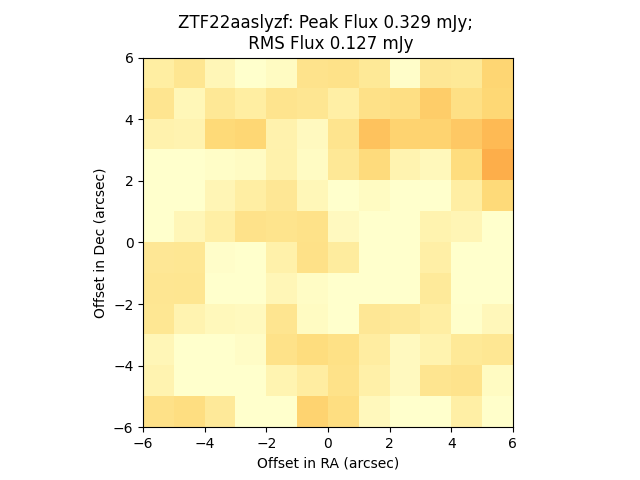 ZTF22aaslyzf: Peak Flux 0.329 mJy;
RMS Flux 0.127 mJy
6
4
2
0
−2
−4
−6
Offset in Dec (arcsec)
−6 −4 −2 0 2 4 6
Offset in RA (arcsec)